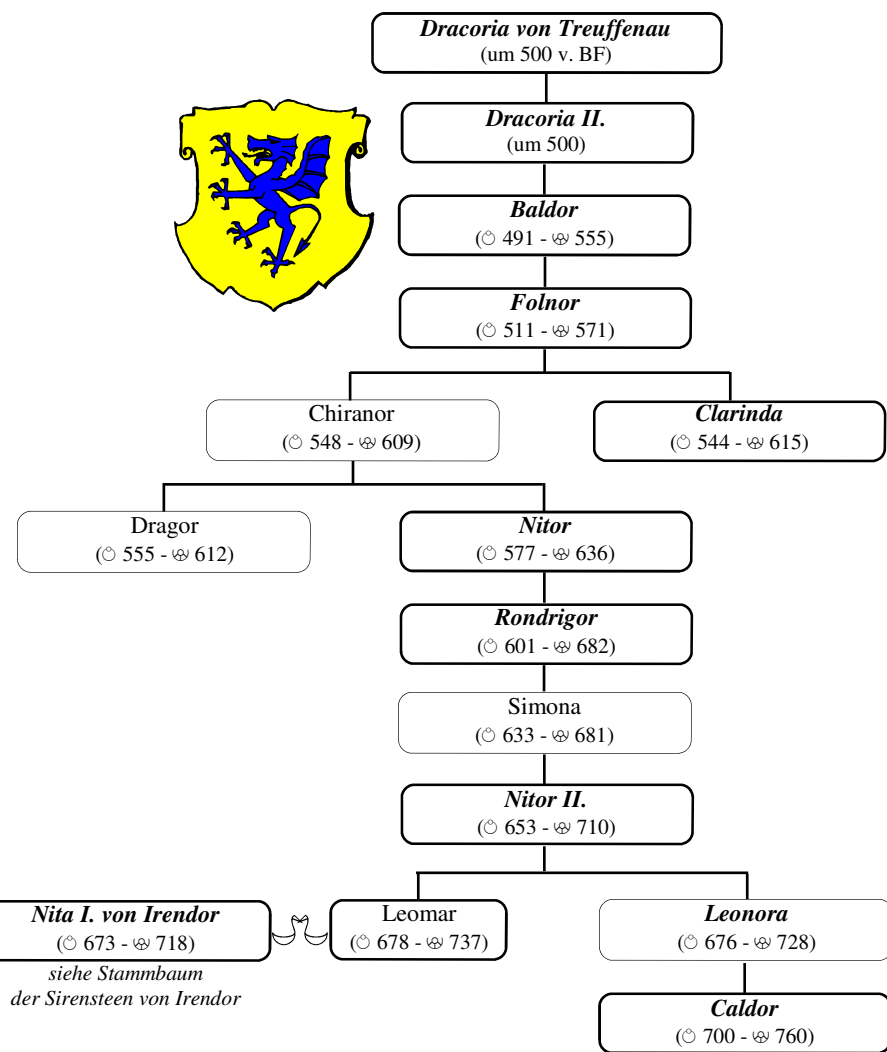 Dracoria von Treuffenau
(um 500 v. BF)
Dracoria II.
(um 500)
Baldor
( 491 - 555)
Folnor
( 511 - 571)
Chiranor
( 548 - 609)
Clarinda
( 544 - 615)
Dragor
( 555 - 612)
Nitor
( 577 - 636)
Rondrigor
( 601 - 682)
Simona
( 633 - 681)
Nitor II.
( 653 - 710)
Nita I. von Irendor
( 673 - 718)
siehe Stammbaum
der Sirensteen von Irendor
Leomar
( 678 - 737)
Leonora
( 676 - 728)
Caldor
( 700 - 760)